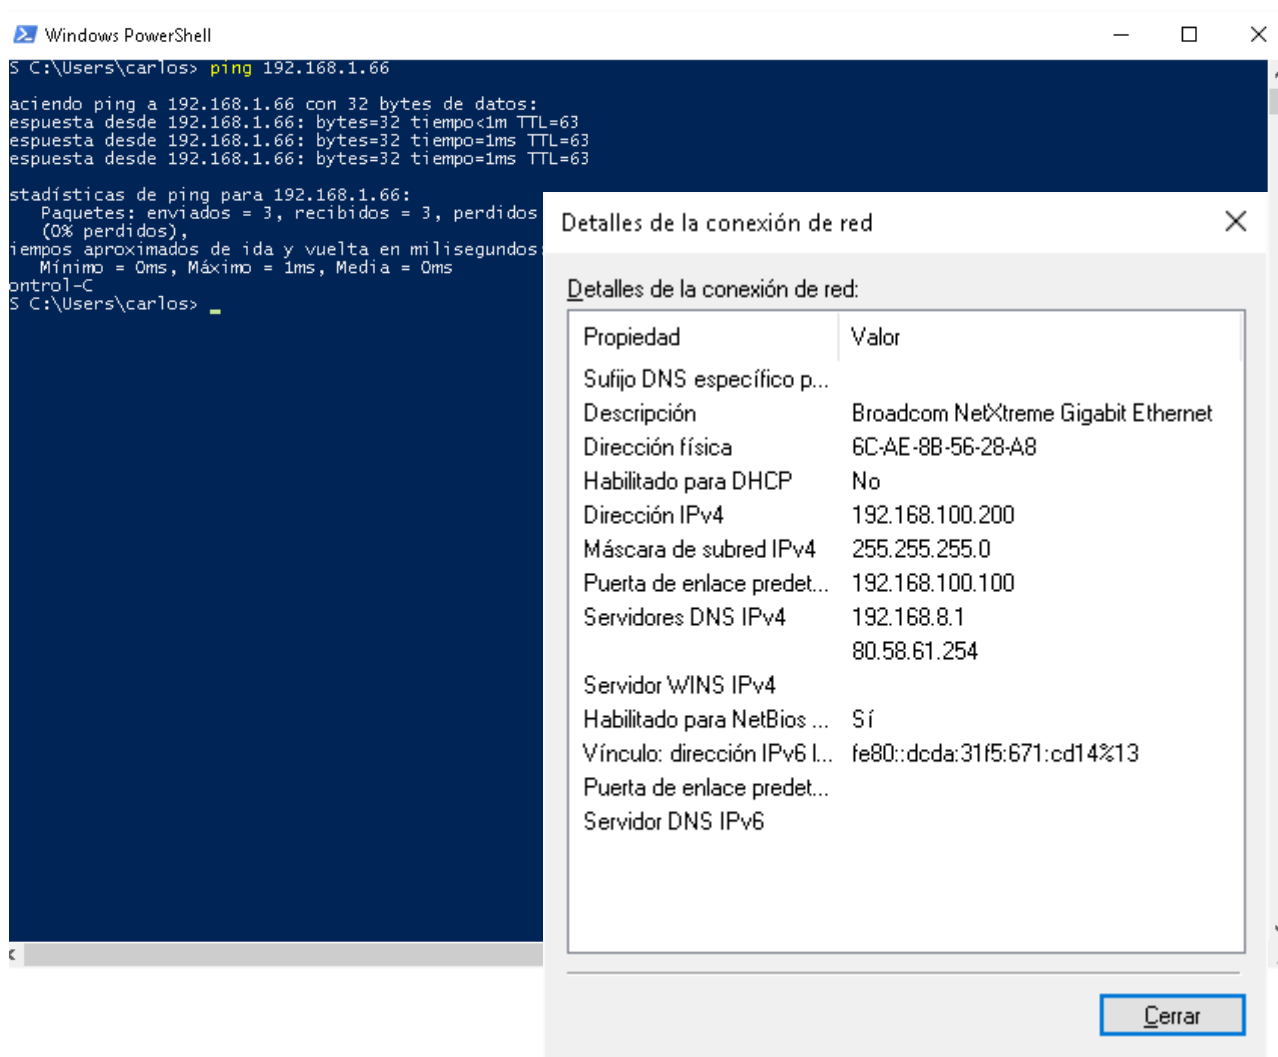 Windows PowerShell
S C:\Users\carlos> ping 192.168.1.66
aciendo ping a 192.168.1.66 con 32 bytes de datos:
espuesta desde 192.168.1.66: bytes=32 tiempo<1m TTL=63
espuesta desde 192.168.1.66: bytes=32 tiempo=1ms TTL=63
espuesta desde 192.168.1.66: bytes=32 tiempo=1ms TTL=63
stadísticas de ping para 192.168.1.66:
Paquetes: enviados = 3, recibidos = 3, perdidos
(0% perdidos),
iempos aproximados de ida y vuelta en milisegundos:
Mínimo = 0ms, Máximo = 1ms, Media = 0ms
ontrol-C
S C:\Users\carlos>
Detalles de la conexión de red
Detalles de la conexión de red:
Propiedad Valor
Sufijo DNS específico p...
Descripción Broadcom NetXtreme Gigabit Ethernet
Dirección física 6C-AE-8B-56-28-A8
Habilitado para DHCP No
Dirección IPv4 192.168.100.200
Máscara de subred IPv4 255.255.255.0
Puerta de enlace predet... 192.168.100.100
Servidores DNS IPv4 192.168.8.1
80.58.61.254
Servidor WINS IPv4
Habilitado para NetBios ... Sí
Vínculo: dirección IPv6 l... fe80::dcda:31f5:671:cd14%13
Puerta de enlace predet...
Servidor DNS IPv6
Cerrar